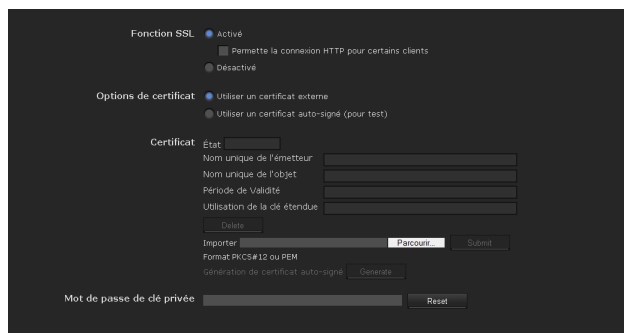 Fonction SSL Activé
Permette la connexion HTTP pour certains clients
Désactivé
Options de certificat Utiliser un certificat externe
Utiliser un certificat auto-signé (pour test)
Certificat État
Nom unique de l'émetteur
Nom unique de l'objet
Période de Validité
Utilisation de la clé étendue
Delete
Importer Parcourir... Submit
Format PKCS#12 ou PEM
Génération de certificat auto-signé Generate
Mot de passe de clé privée Reset